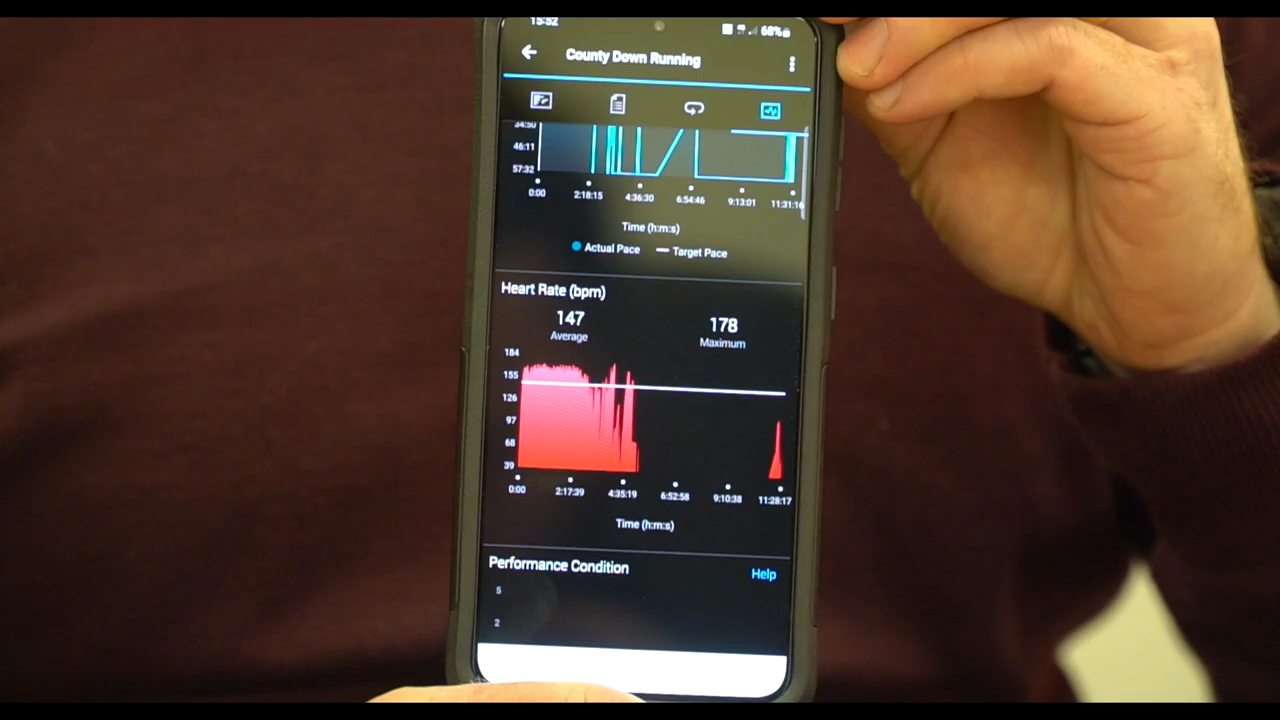 15:52 68%
County Down Running
34:50
46:11
57:32
0:00 2:18:15 4:36:30 6:54:46 9:13:01 11:31:16
Time (h:m:s)
Actual Pace Target Pace
Heart Rate (bpm)
147 178
Average Maximum
184
155
126
97
68
39
0:00 2:17:39 4:35:19 6:52:58 9:10:38 11:28:17
Time (h:m:s)
Performance Condition Help
5
2